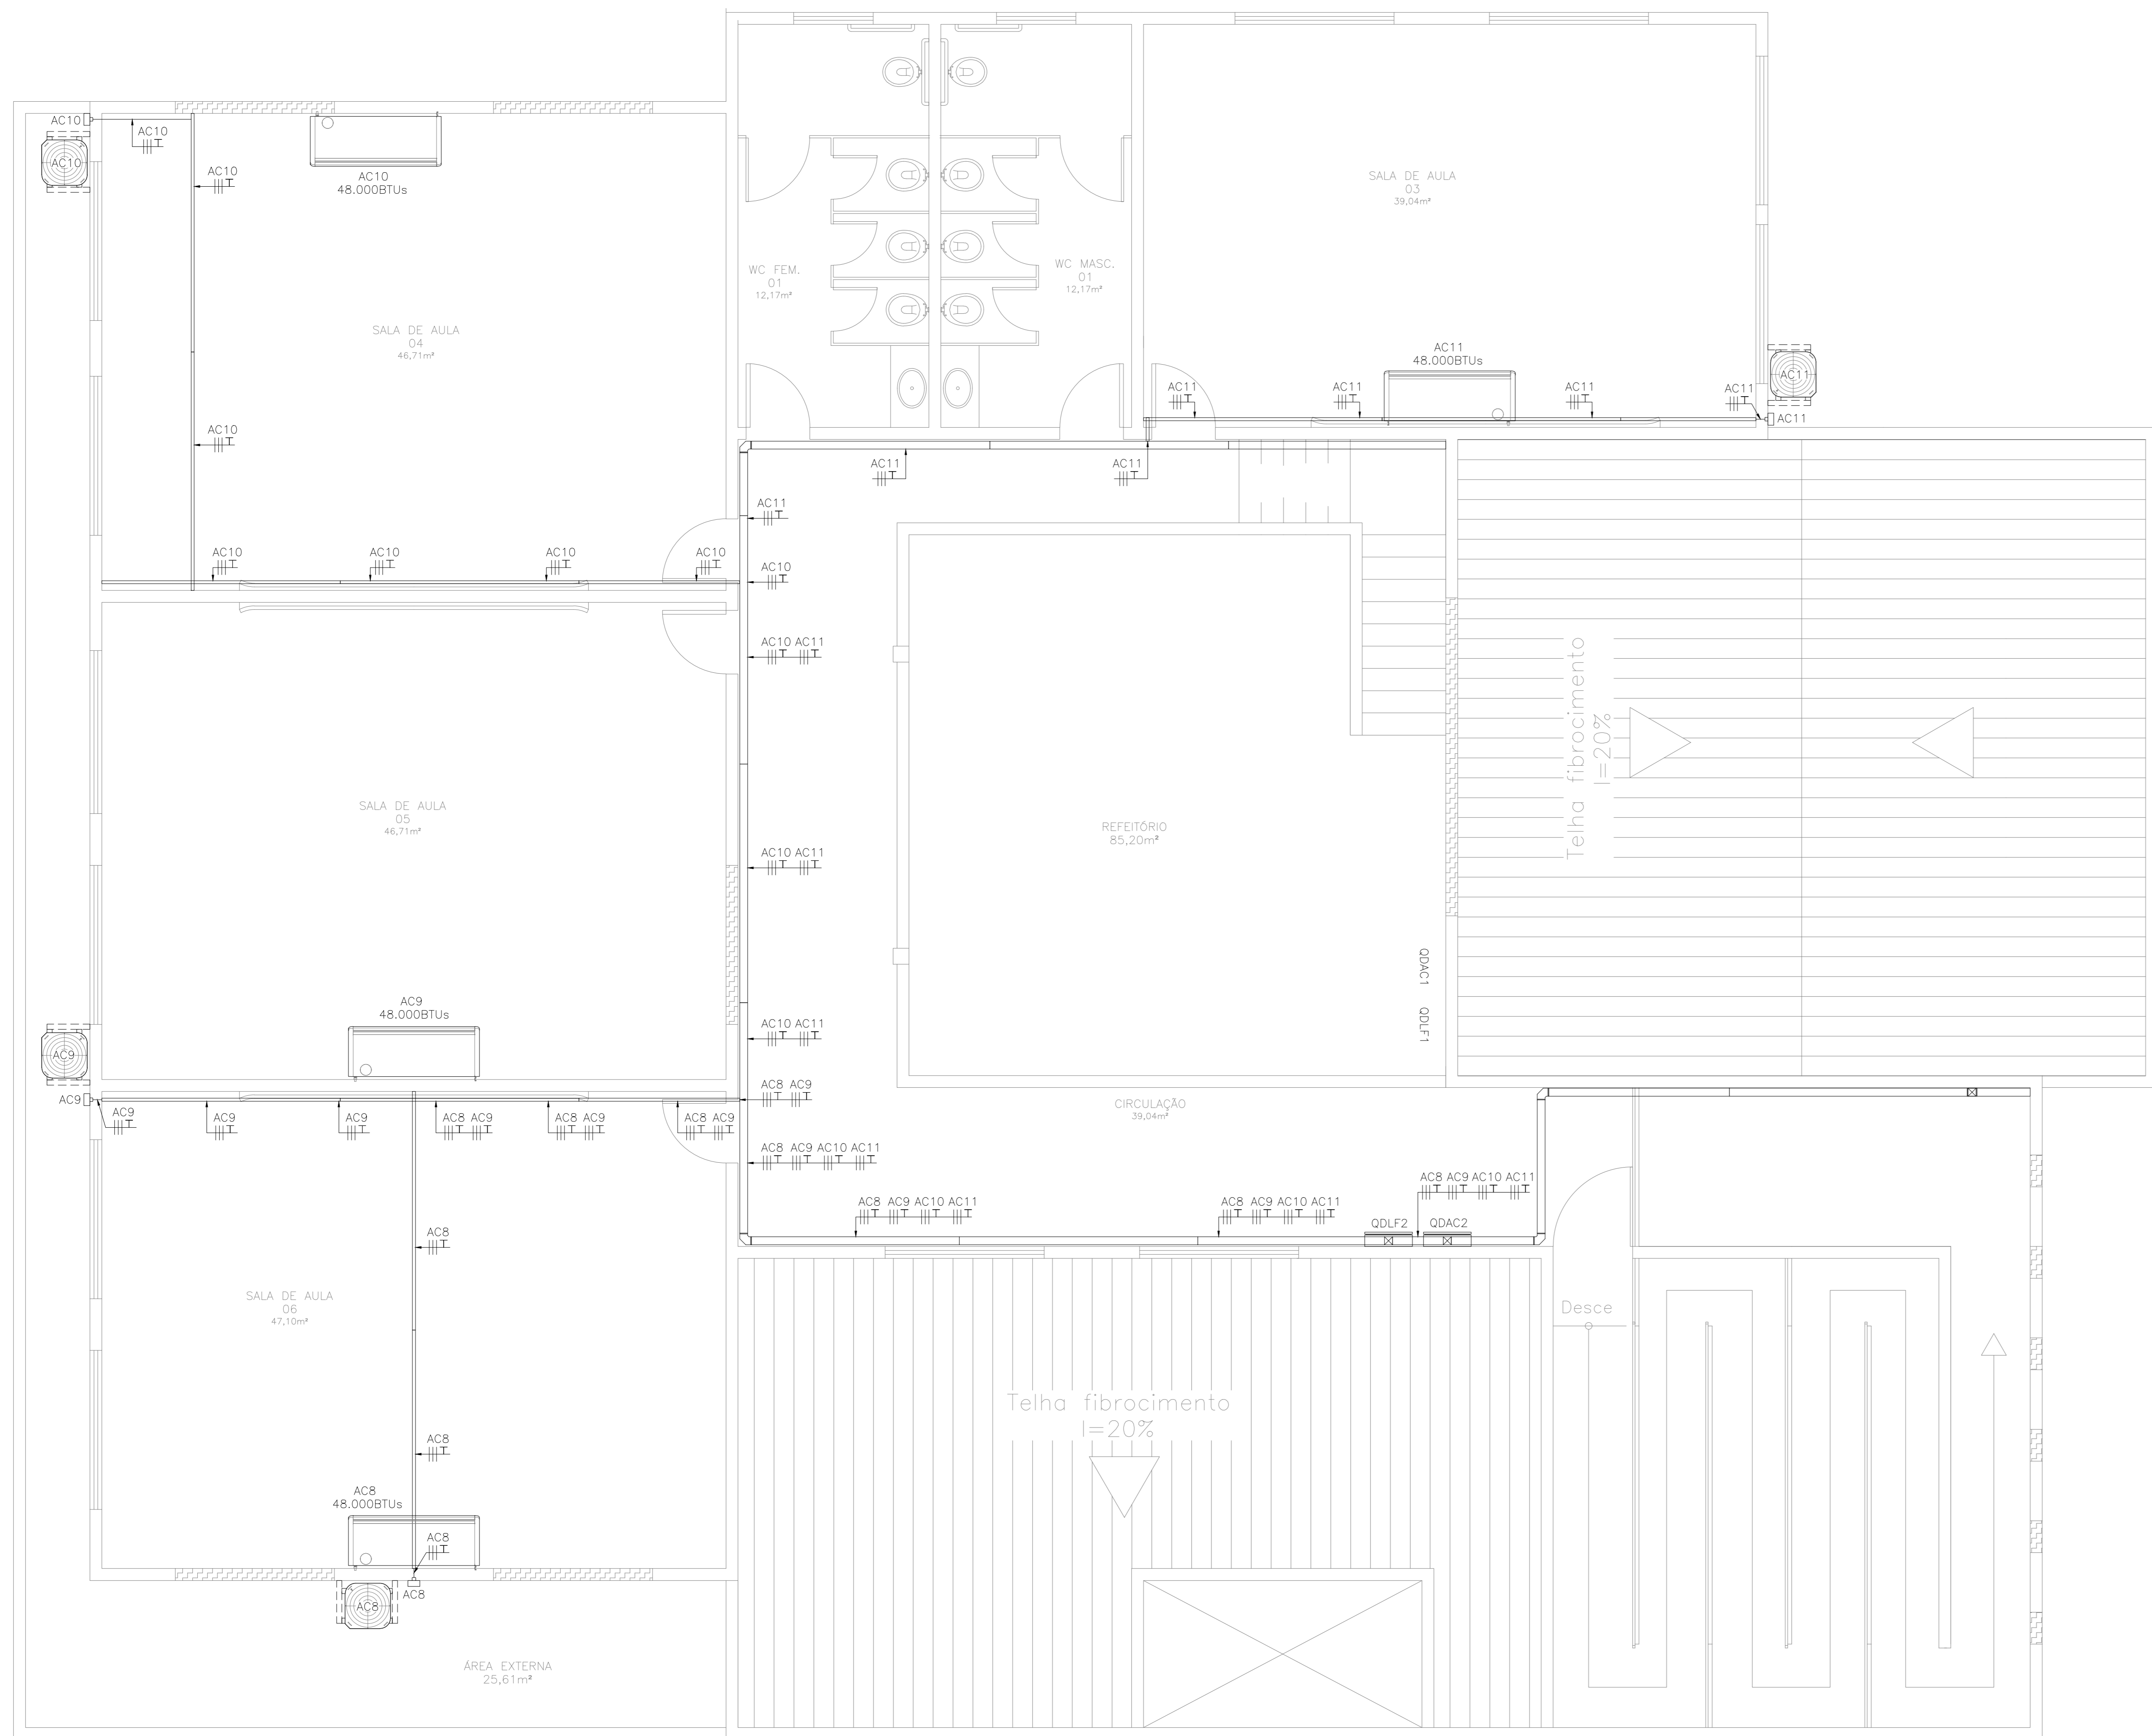 AC10
AC10
AC10
AC10
AC10
48.000BTUs
SALA DE AULA
03
39,04m²
WC FEM.
01
12,17m²
WC MASC.
01
12,17m²
SALA DE AULA
04
46,71m²
AC11
48.000BTUs
AC11
AC11
AC11
AC11
AC11
AC11
AC10
AC11
AC11
AC11
AC10
AC10
AC10
AC10
AC10
AC10 AC11
Telha fibrocimento
I=20%
SALA DE AULA
05
46,71m²
REFEITÓRIO
85,20m²
AC10 AC11
QDAC1
QDLF1
AC9
48.000BTUs
AC10 AC11
AC9
AC9
AC8 AC9
CIRCULAÇÃO
39,04m²
AC9
AC9
AC9
AC8 AC9
AC8 AC9
AC8 AC9
AC8 AC9 AC10 AC11
AC8 AC9 AC10 AC11
AC8 AC9 AC10 AC11
AC8 AC9 AC10 AC11
QDLF2
QDAC2
AC8
SALA DE AULA
06
47,10m²
Desce
Telha fibrocimento
I=20%
AC8
AC8
48.000BTUs
AC8
AC8
AC8
ÁREA EXTERNA
25,61m²